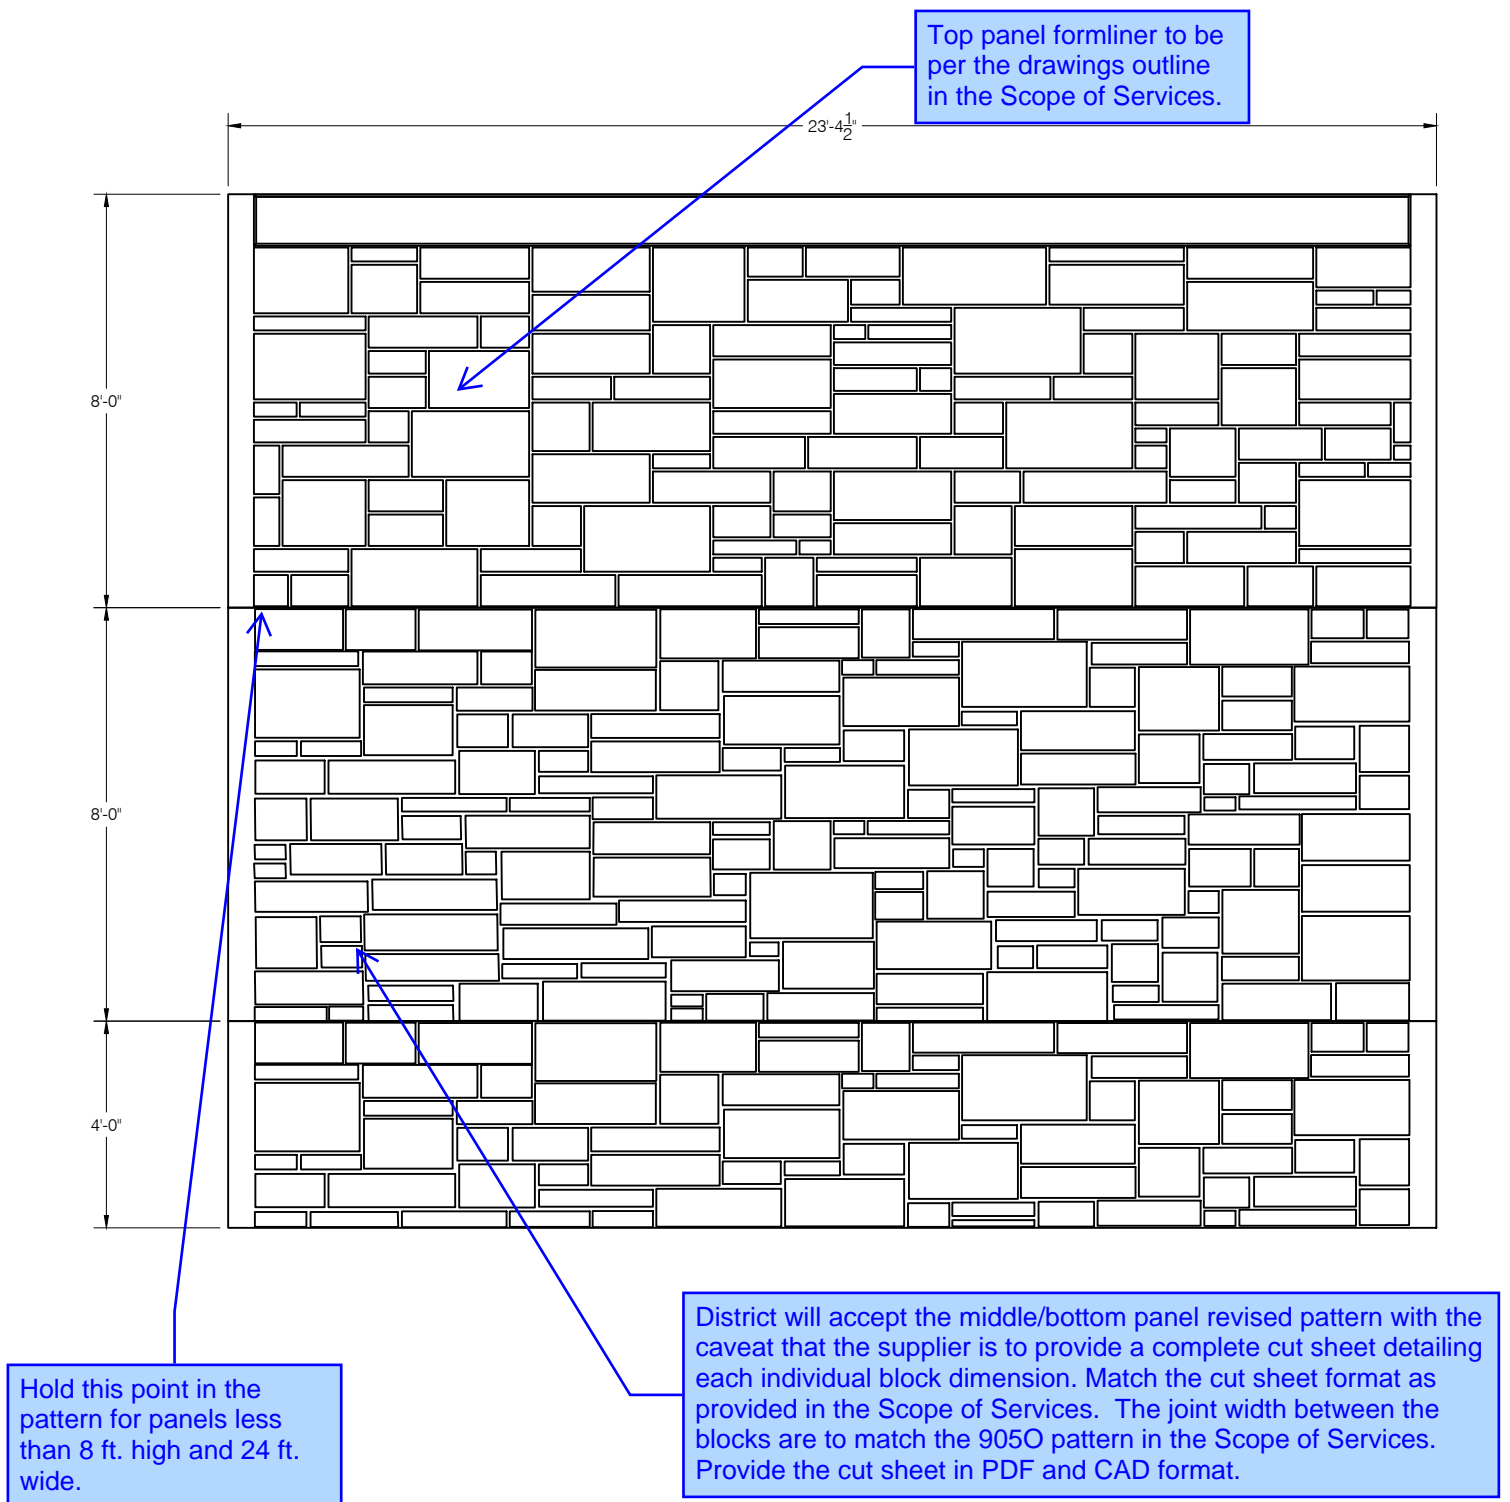 Top panel formliner to be
per the drawings outline
in the Scope of Services.
23'-4½"
8'-0"
8'-0"
4'-0"
District will accept the middle/bottom panel revised pattern with the
caveat that the supplier is to provide a complete cut sheet detailing
each individual block dimension. Match the cut sheet format as
provided in the Scope of Services.  The joint width between the
blocks are to match the 905O pattern in the Scope of Services.
Provide the cut sheet in PDF and CAD format.
Hold this point in the
pattern for panels less
than 8 ft. high and 24 ft.
wide.